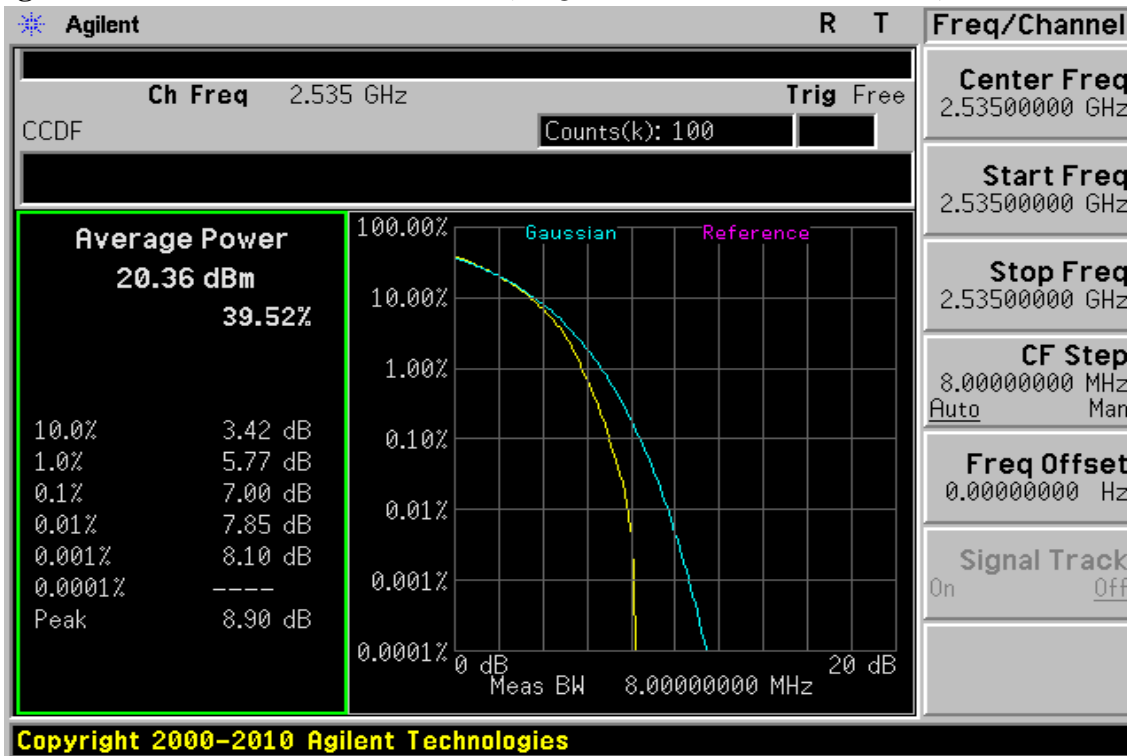 Agilent R T
Ch Freq 2.535 GHz Trig Free
CCDF Counts(k): 100
Average Power
20.36 dBm
39.52%
10.0% 3.42 dB
1.0% 5.77 dB
0.1% 7.00 dB
0.01% 7.85 dB
0.001% 8.10 dB
0.0001% ----
Peak 8.90 dB
Gaussian Reference
100.00%
10.00%
1.00%
0.10%
0.01%
0.001%
0.0001%
0 dB 20 dB
Meas BW 8.00000000 MHz
Freq/Channel
Center Freq
2.53500000 GHz
Start Freq
2.53500000 GHz
Stop Freq
2.53500000 GHz
CF Step
8.00000000 MHz
Auto Man
Freq Offset
0.00000000 Hz
Signal Track
On Off
Copyright 2000-2010 Agilent Technologies